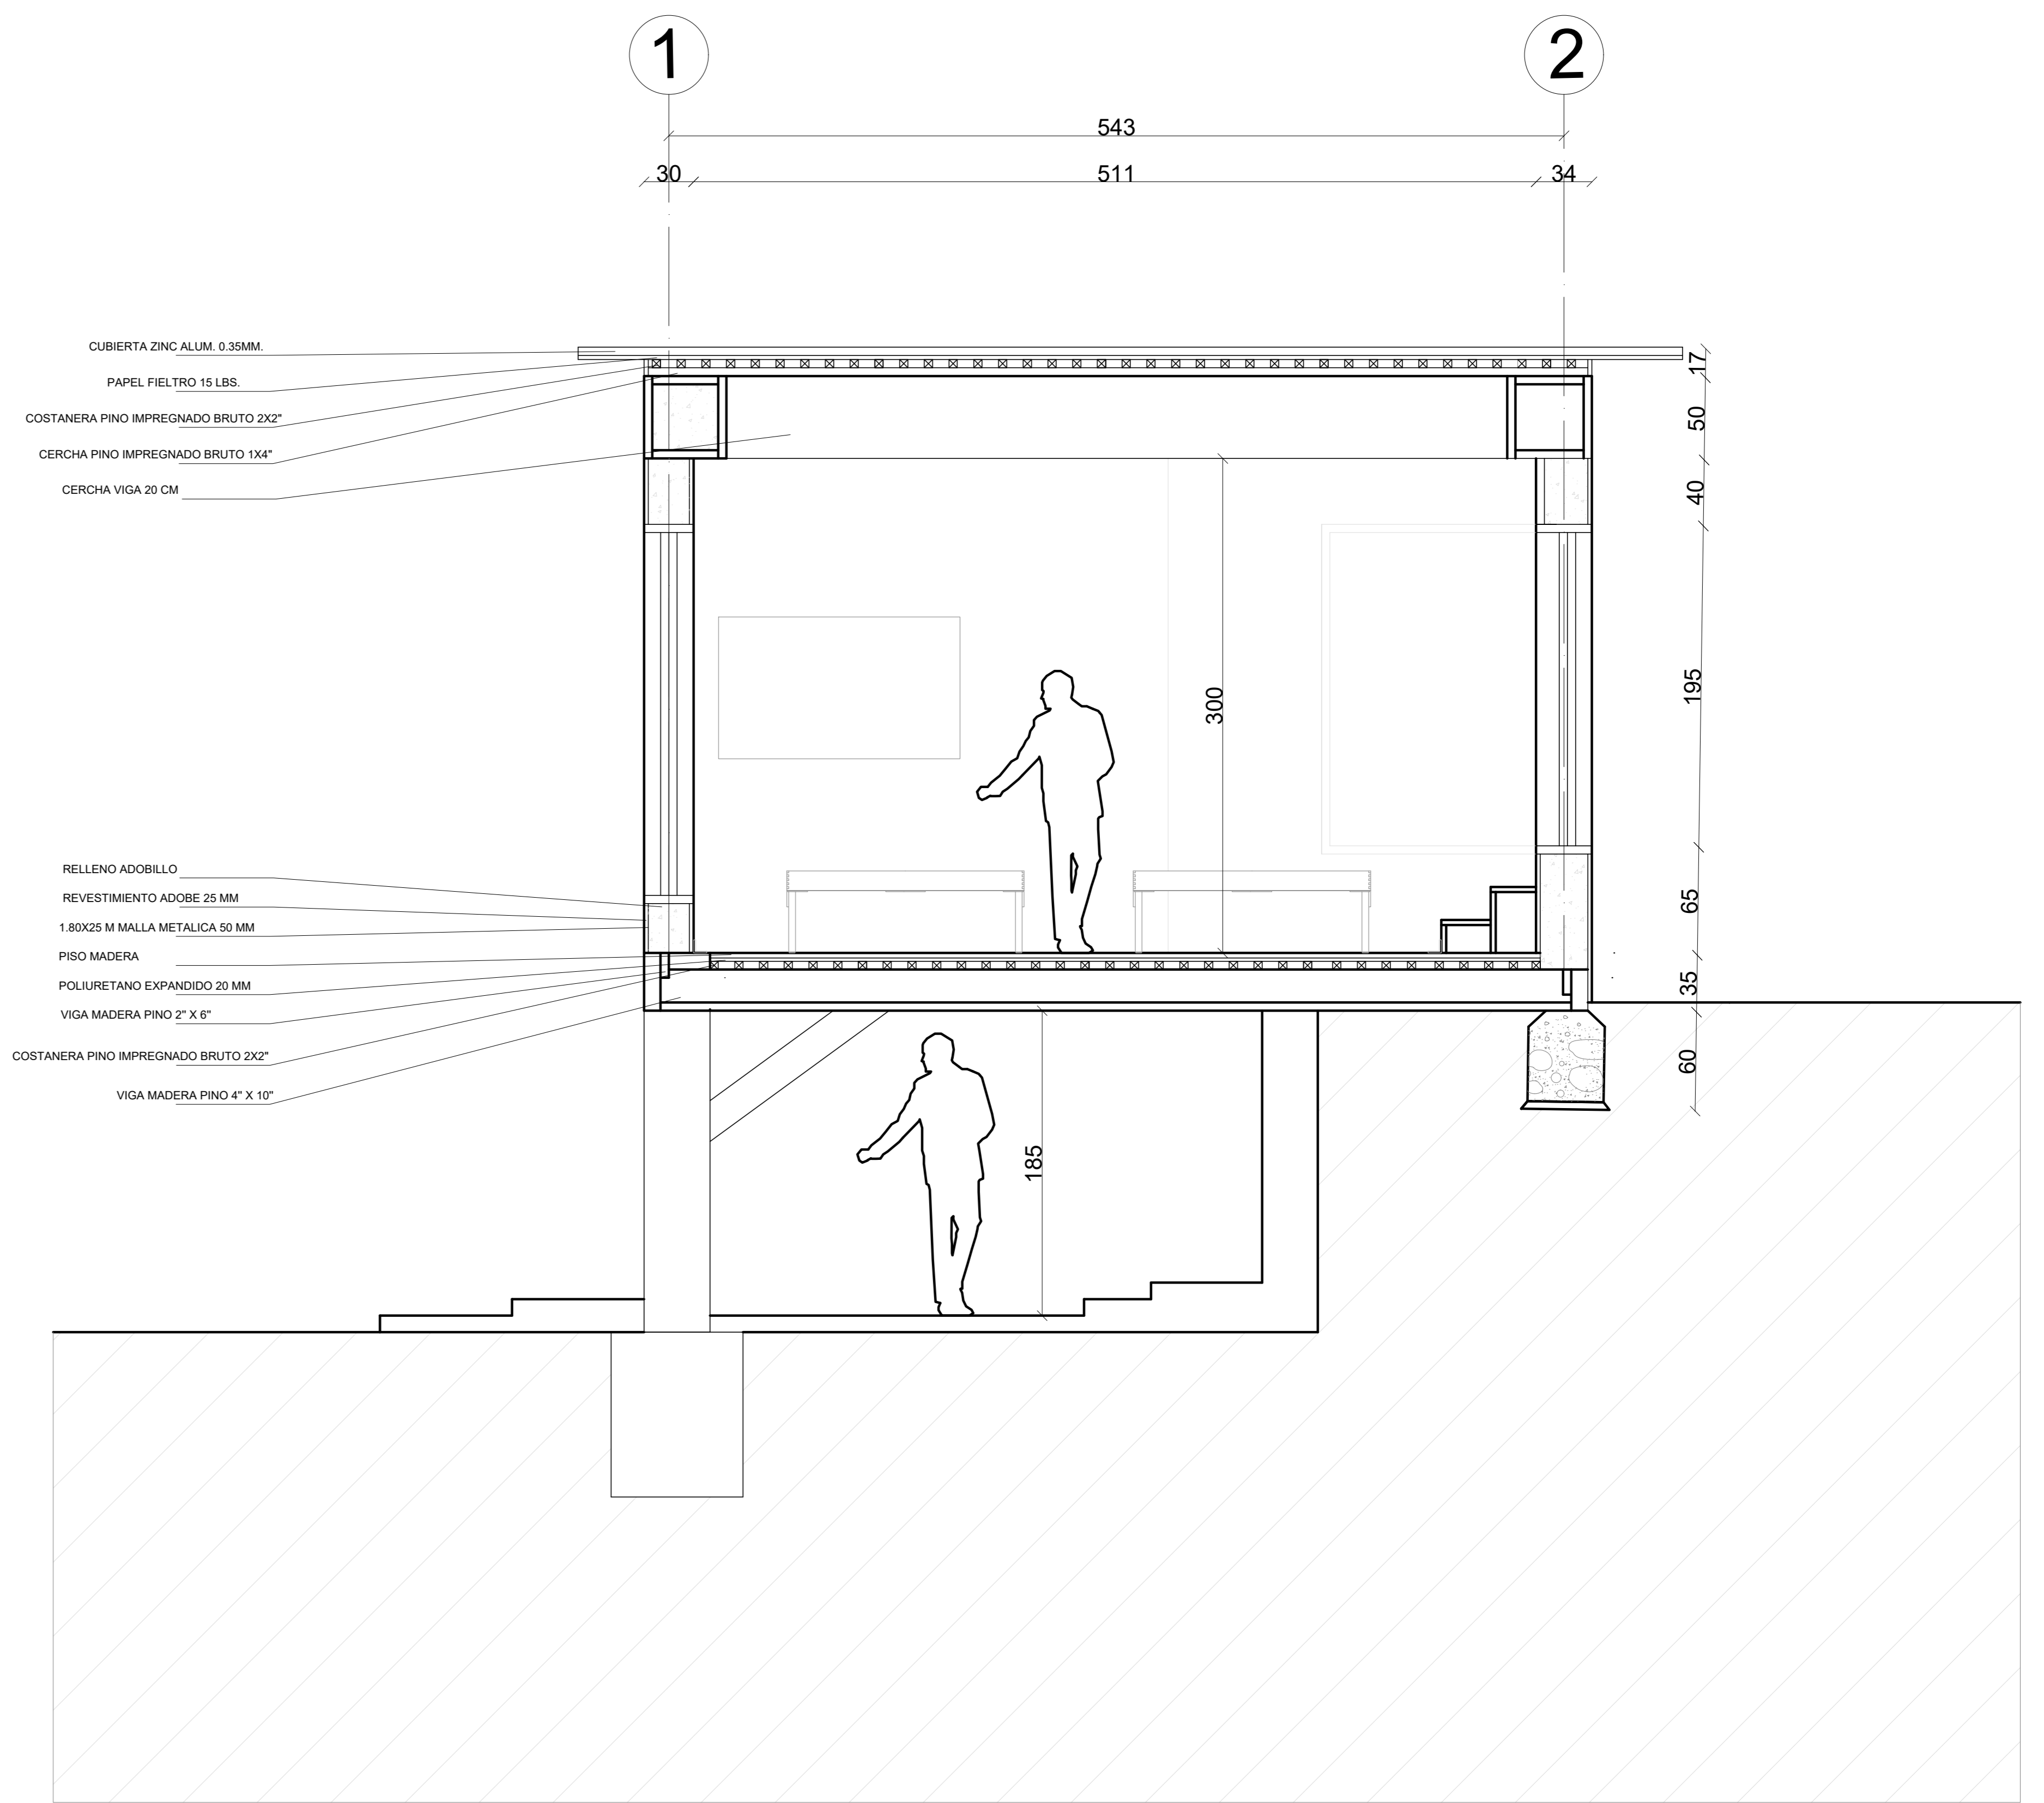 1 2
543
30 511 34
CUBIERTA ZINC ALUM. 0.35MM.
PAPEL FIELTRO 15 LBS.
COSTANERA PINO IMPREGNADO BRUTO 2X2"
CERCHA PINO IMPREGNADO BRUTO 1X4"
CERCHA VIGA 20 CM
17
50
40
195
300
RELLENO ADOBILLO
REVESTIMIENTO ADOBE 25 MM
1.80X25 M MALLA METALICA 50 MM
PISO MADERA
POLIURETANO EXPANDIDO 20 MM
VIGA MADERA PINO 2" X 6"
COSTANERA PINO IMPREGNADO BRUTO 2X2"
VIGA MADERA PINO 4" X 10"
65
35
60
185